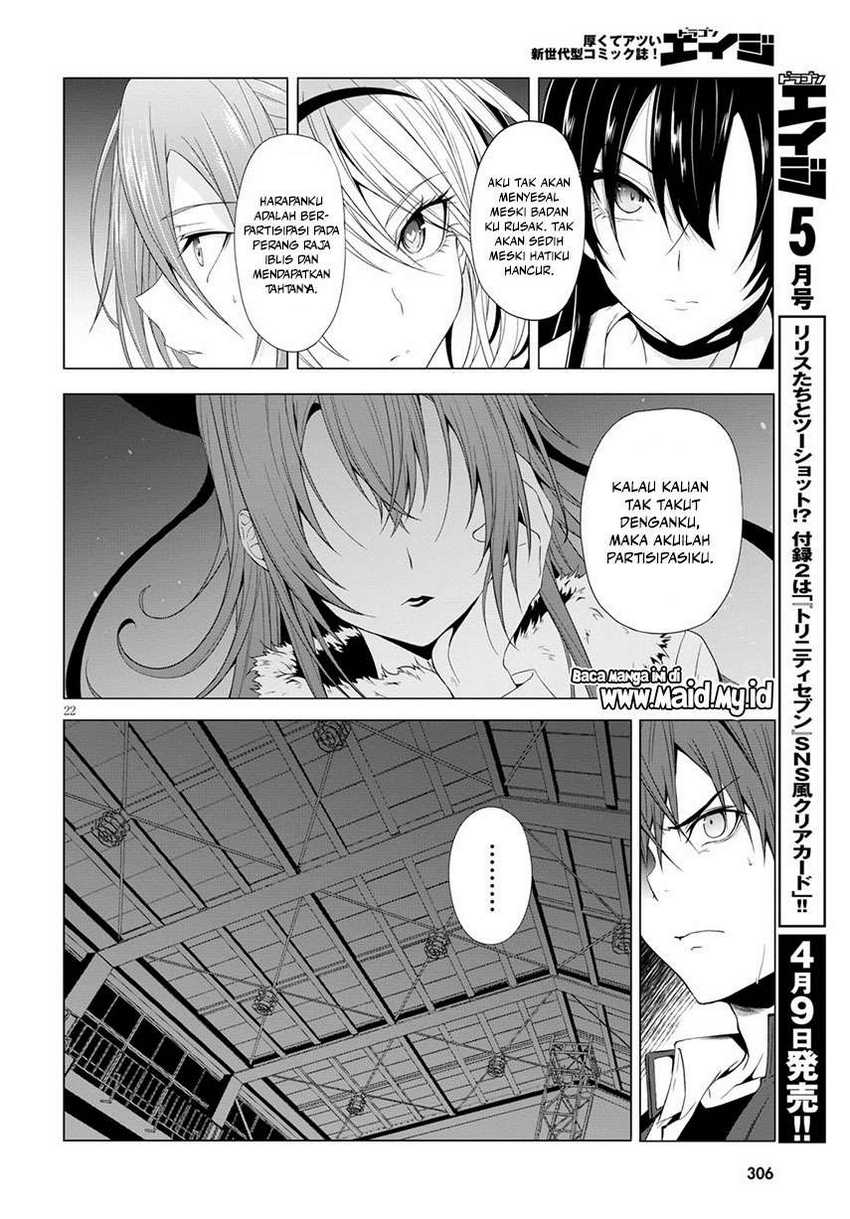 厚くてアツい
新世代型コミック誌!
ドラゴン
エイジ
ドラゴン
エイジ
5
月号
リリスたちとツーショット!? 付録2は「『トリニティセブン』SNS風クリアカード」!!
4月9日発売!!
AKU TAK AKAN
MENYESAL
MESKI BADAN
KU RUSAK. TAK
AKAN SEDIH
MESKI HATIKU
HANCUR.
HARAPANKU
ADALAH BER-
PARTISIPASI PADA
PERANG RAJA
IBLIS DAN
MENDAPATKAN
TAHTANYA.
KALAU KALIAN
TAK TAKUT
DENGANKU,
MAKA AKUILAH
PARTISIPASIKU.
Baca Manga ini di
www.Maid.My.id
22
.........
306